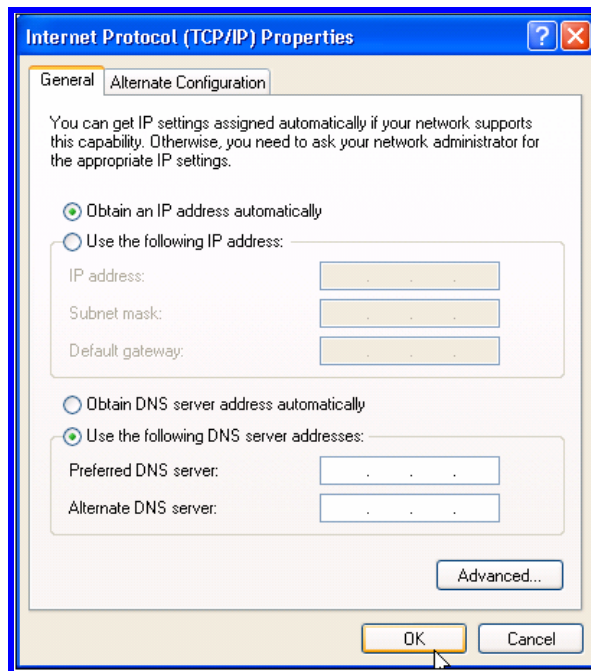 Internet Protocol (TCP/IP) Properties
General
Alternate Configuration
You can get IP settings assigned automatically if your network supports
this capability. Otherwise, you need to ask your network administrator for
the appropriate IP settings.
Obtain an IP address automatically
Use the following IP address:
IP address:
Subnet mask:
Default gateway:
Obtain DNS server address automatically
Use the following DNS server addresses:
Preferred DNS server:
Alternate DNS server:
Advanced...
OK
Cancel